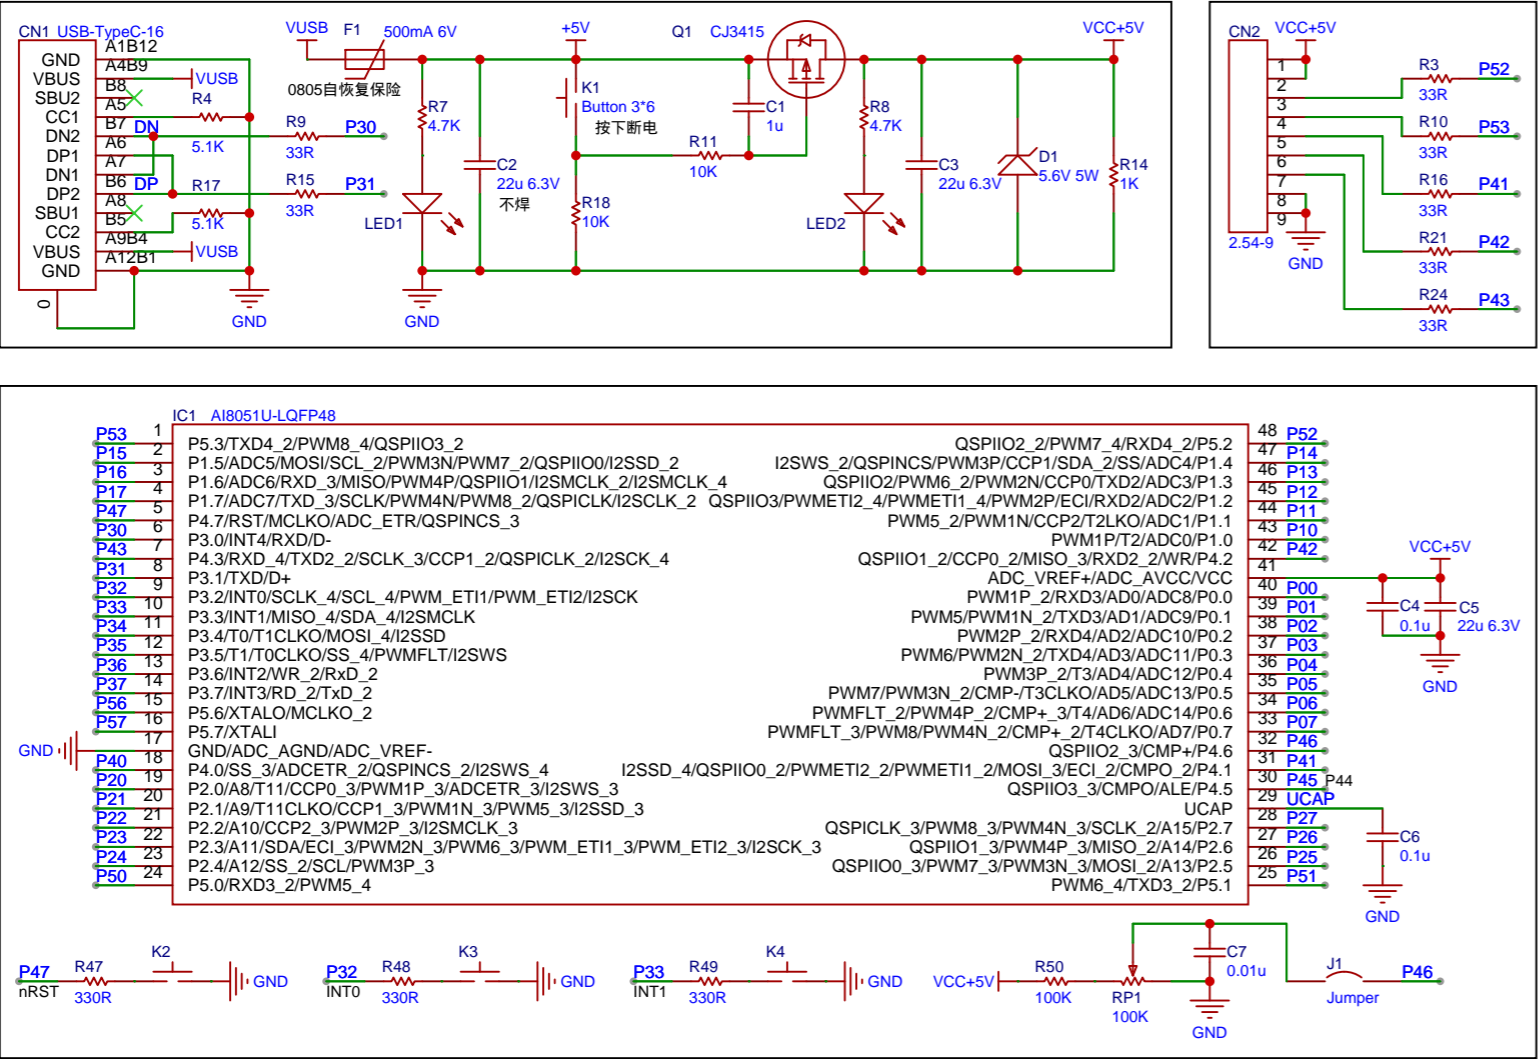 CN1 USB-TypeC-16
GND A1B12
VBUS A4B9 VUSB
SBU2 B8
CC1 A5 R4 5.1K
DN2 B7 DN R9 33R P30
DP1 A6
DN1 A7
DP2 B6 DP R15 33R P31
SBU1 A8 R17 5.1K
CC2 B5
VBUS A9B4 VUSB
GND A12B1
0
GND
VUSB F1 500mA 6V
0805自恢复保险
R7
4.7K
LED1
GND
C2
22u 6.3V
不焊
+5V
K1
Button 3*6
按下断电
R18
10K
R11
10K
C1
1u
Q1 CJ3415
R8
4.7K
LED2
C3
22u 6.3V
D1
5.6V 5W
VCC+5V
R14
1K
CN2 VCC+5V
1
2
3
4
5
6
7
8
9
2.54-9
GND
R3 P52
33R
R10 P53
33R
R16 P41
33R
R21 P42
33R
R24 P43
33R
IC1 AI8051U-LQFP48
P53 1 P5.3/TXD4_2/PWM8_4/QSPIIO3_2
P15 2 P1.5/ADC5/MOSI/SCL_2/PWM3N/PWM7_2/QSPIIO0/I2SSD_2
P16 3 P1.6/ADC6/RXD_3/MISO/PWM4P/QSPIIO1/I2SMCLK_2/I2SMCLK_4
P17 4 P1.7/ADC7/TXD_3/SCLK/PWM4N/PWM8_2/QSPICLK/I2SCLK_2
P47 5 P4.7/RST/MCLKO/ADC_ETR/QSPINCS_3
P30 6 P3.0/INT4/RXD/D-
P43 7 P4.3/RXD_4/TXD2_2/SCLK_3/CCP1_2/QSPICLK_2/I2SCK_4
P31 8 P3.1/TXD/D+
P32 9 P3.2/INT0/SCLK_4/SCL_4/PWM_ETI1/PWM_ETI2/I2SCK
P33 10 P3.3/INT1/MISO_4/SDA_4/I2SMCLK
P34 11 P3.4/T0/T1CLKO/MOSI_4/I2SSD
P35 12 P3.5/T1/T0CLKO/SS_4/PWMFLT/I2SWS
P36 13 P3.6/INT2/WR_2/RxD_2
P37 14 P3.7/INT3/RD_2/TxD_2
P56 15 P5.6/XTALO/MCLKO_2
P57 16 P5.7/XTALI
GND 17 GND/ADC_AGND/ADC_VREF-
P40 18 P4.0/SS_3/ADCETR_2/QSPINCS_2/I2SWS_4
P20 19 P2.0/A8/T11/CCP0_3/PWM1P_3/ADCETR_3/I2SWS_3
P21 20 P2.1/A9/T11CLKO/CCP1_3/PWM1N_3/PWM5_3/I2SSD_3
P22 21 P2.2/A10/CCP2_3/PWM2P_3/I2SMCLK_3
P23 22 P2.3/A11/SDA/ECI_3/PWM2N_3/PWM6_3/PWM_ETI1_3/PWM_ETI2_3/I2SCK_3
P24 23 P2.4/A12/SS_2/SCL/PWM3P_3
P50 24 P5.0/RXD3_2/PWM5_4
QSPIIO2_2/PWM7_4/RXD4_2/P5.2 48 P52
I2SWS_2/QSPINCS/PWM3P/CCP1/SDA_2/SS/ADC4/P1.4 47 P14
QSPIIO2/PWM6_2/PWM2N/CCP0/TXD2/ADC3/P1.3 46 P13
QSPIIO3/PWMETI2_4/PWMETI1_4/PWM2P/ECI/RXD2/ADC2/P1.2 45 P12
PWM5_2/PWM1N/CCP2/T2LKO/ADC1/P1.1 44 P11
PWM1P/T2/ADC0/P1.0 43 P10
QSPIIO1_2/CCP0_2/MISO_3/RXD2_2/WR/P4.2 42 P42
ADC_VREF+/ADC_AVCC/VCC 41
PWM1P_2/RXD3/AD0/ADC8/P0.0 40 P00
PWM5/PWM1N_2/TXD3/AD1/ADC9/P0.1 39 P01
PWM2P_2/RXD4/AD2/ADC10/P0.2 38 P02
PWM6/PWM2N_2/TXD4/AD3/ADC11/P0.3 37 P03
PWM3P_2/T3/AD4/ADC12/P0.4 36 P04
PWM7/PWM3N_2/CMP-/T3CLKO/AD5/ADC13/P0.5 35 P05
PWMFLT_2/PWM4P_2/CMP+_3/T4/AD6/ADC14/P0.6 34 P06
PWMFLT_3/PWM8/PWM4N_2/CMP+_2/T4CLKO/AD7/P0.7 33 P07
QSPIIO2_3/CMP+/P4.6 32 P46
I2SSD_4/QSPIIO0_2/PWMETI2_2/PWMETI1_2/MOSI_3/ECI_2/CMPO_2/P4.1 31 P41
QSPIIO3_3/CMPO/ALE/P4.5 30 P45 P44
UCAP 29 UCAP
QSPICLK_3/PWM8_3/PWM4N_3/SCLK_2/A15/P2.7 28 P27
QSPIIO1_3/PWM4P_3/MISO_2/A14/P2.6 27 P26
QSPIIO0_3/PWM7_3/PWM3N_3/MOSI_2/A13/P2.5 26 P25
PWM6_4/TXD3_2/P5.1 25 P51
VCC+5V
C4
0.1u
C5
22u 6.3V
GND
C6
0.1u
GND
P47 R47 K2 GND
nRST 330R
P32 R48 K3 GND
INT0 330R
P33 R49 K4 GND
INT1 330R
VCC+5V R50
100K
RP1
100K
C7
0.01u
GND
J1 P46
Jumper